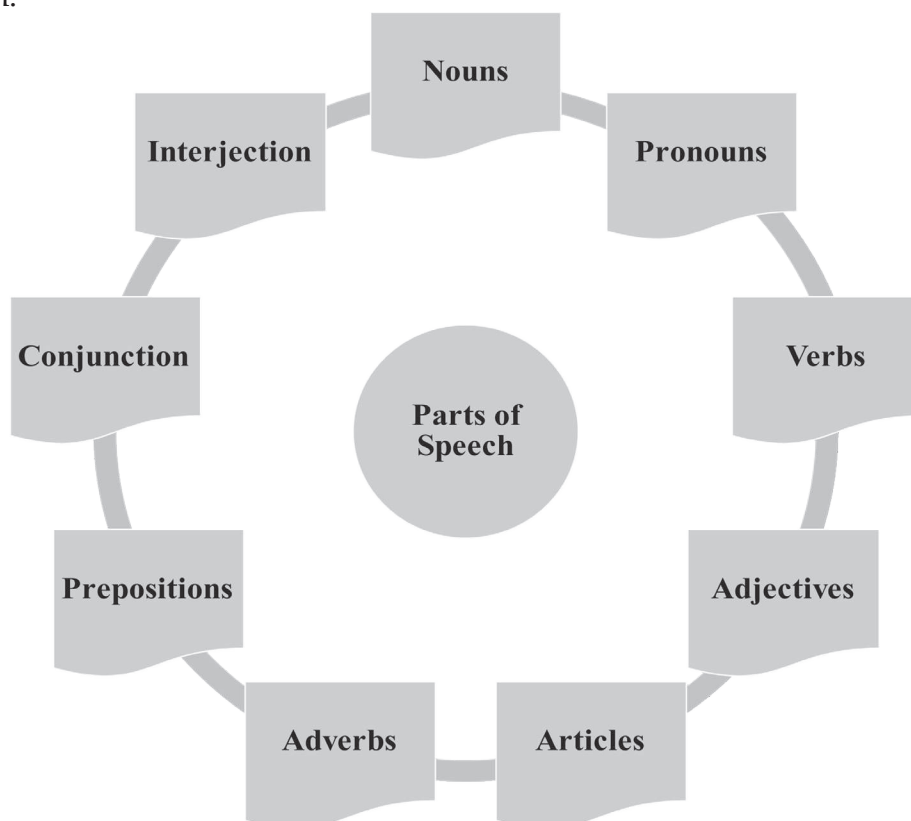 Nouns
Pronouns
Verbs
Adjectives
Articles
Adverbs
Prepositions
Conjunction
Interjection
Parts of
Speech